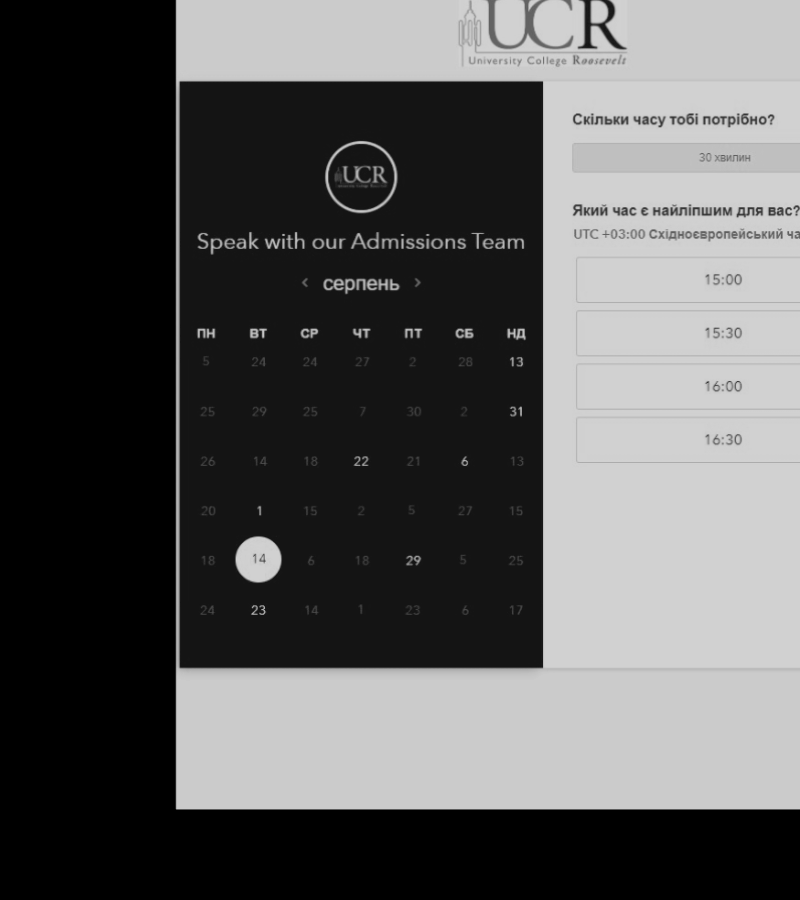 UCR
University College Roosevelt
UCR
Speak with our Admissions Team
< серпень >
ПН ВТ СР ЧТ ПТ СБ НД
5 24 24 27 2 28 13
25 29 25 7 30 2 31
26 14 18 22 21 6 13
20 1 15 2 5 27 15
18 14 6 18 29 5 25
24 23 14 1 23 6 17
Скільки часу тобі потрібно?
30 хвилин
Який час є найліпшим для вас?
UTC +03:00 Східноєвропейський ча
15:00
15:30
16:00
16:30